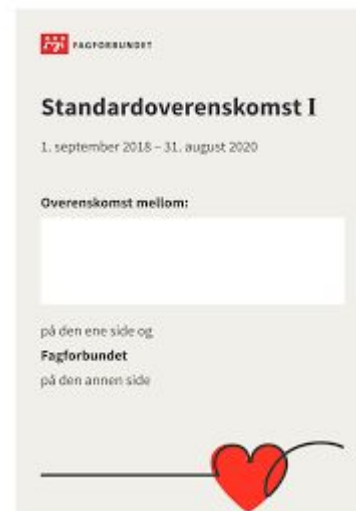 FAGFORBUNDET
Standardoverenskomst I
1. september 2018 – 31. august 2020
Overenskomst mellom:
på den ene side og
Fagforbundet
på den annen side